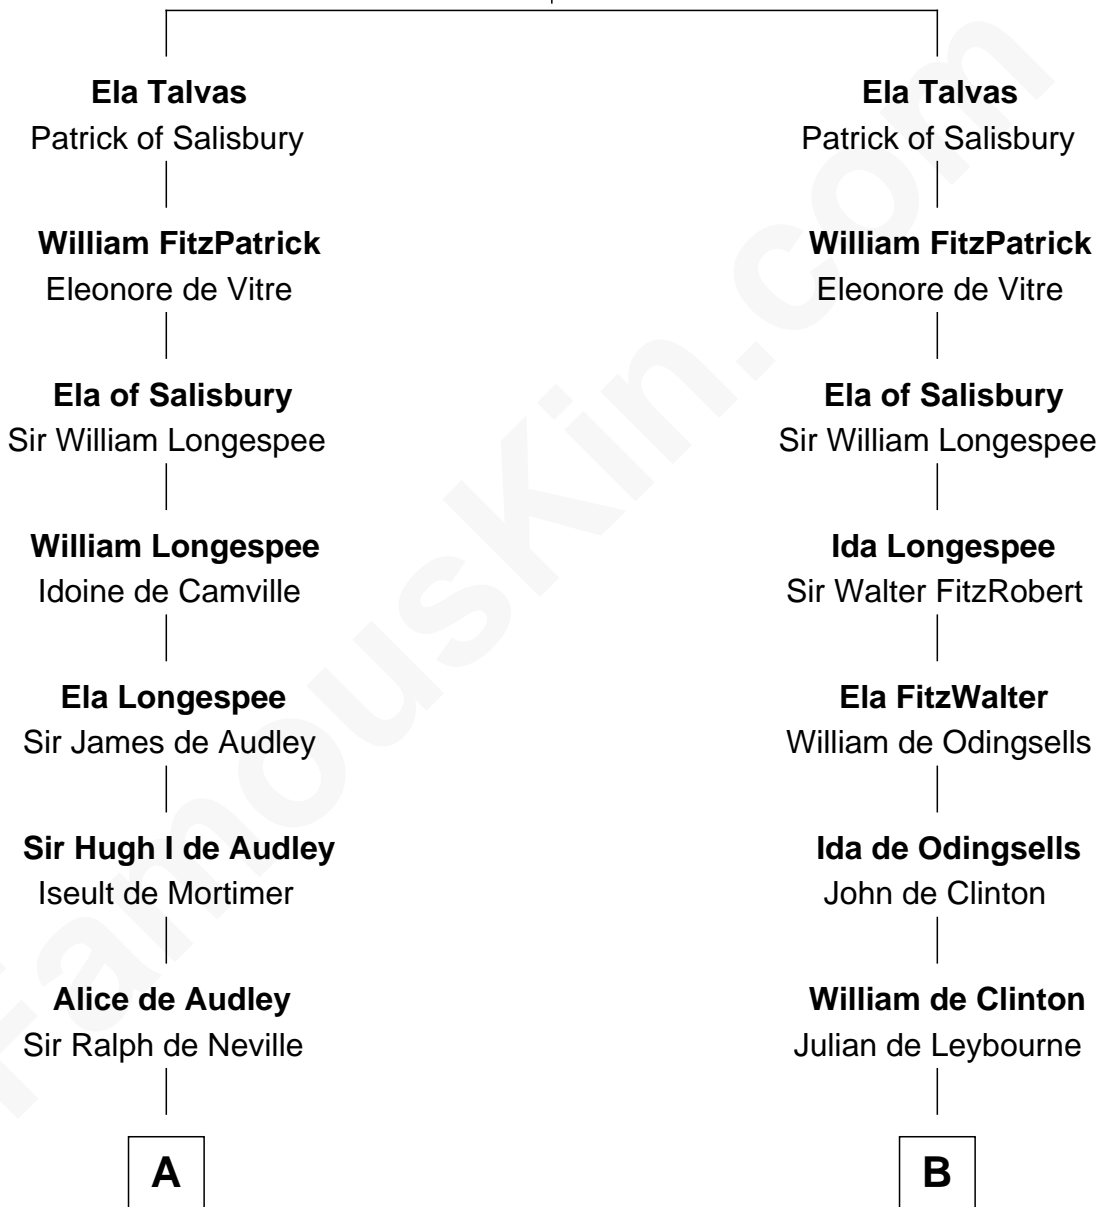 Ela Talvas
Patrick of Salisbury
William FitzPatrick
Eleonore de Vitre
Ela of Salisbury
Sir William Longespee
William Longespee
Idoine de Camville
Ela Longespee
Sir James de Audley
Sir Hugh I de Audley
Iseult de Mortimer
Alice de Audley
Sir Ralph de Neville
A
Ela Talvas
Patrick of Salisbury
William FitzPatrick
Eleonore de Vitre
Ela of Salisbury
Sir William Longespee
Ida Longespee
Sir Walter FitzRobert
Ela FitzWalter
William de Odingsells
Ida de Odingsells
John de Clinton
William de Clinton
Julian de Leybourne
B
FamousKin.com